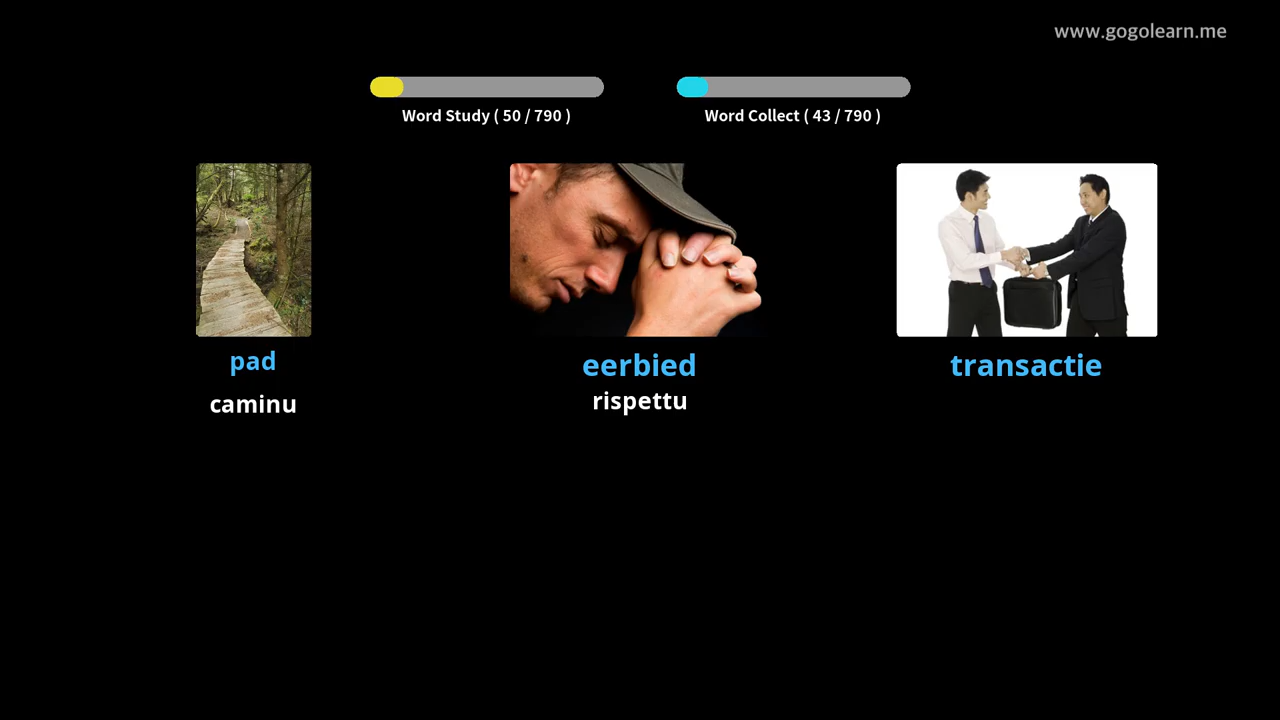 www.gogolearn.me
Word Study ( 50 / 790 )
Word Collect ( 43 / 790 )
pad
caminu
eerbied
rispettu
transactie